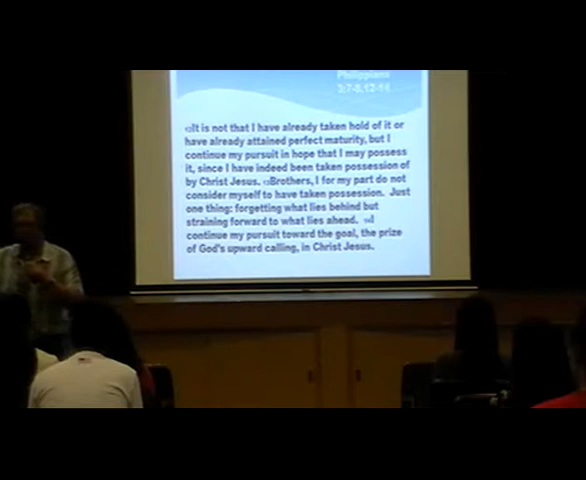 Philippians
3:7-8,12-14
12It is not that I have already taken hold of it or
have already attained perfect maturity, but I
continue my pursuit in hope that I may possess
it, since I have indeed been taken possession of
by Christ Jesus. 13Brothers, I for my part do not
consider myself to have taken possession. Just
one thing: forgetting what lies behind but
straining forward to what lies ahead. 14I
continue my pursuit toward the goal, the prize
of God's upward calling, in Christ Jesus.